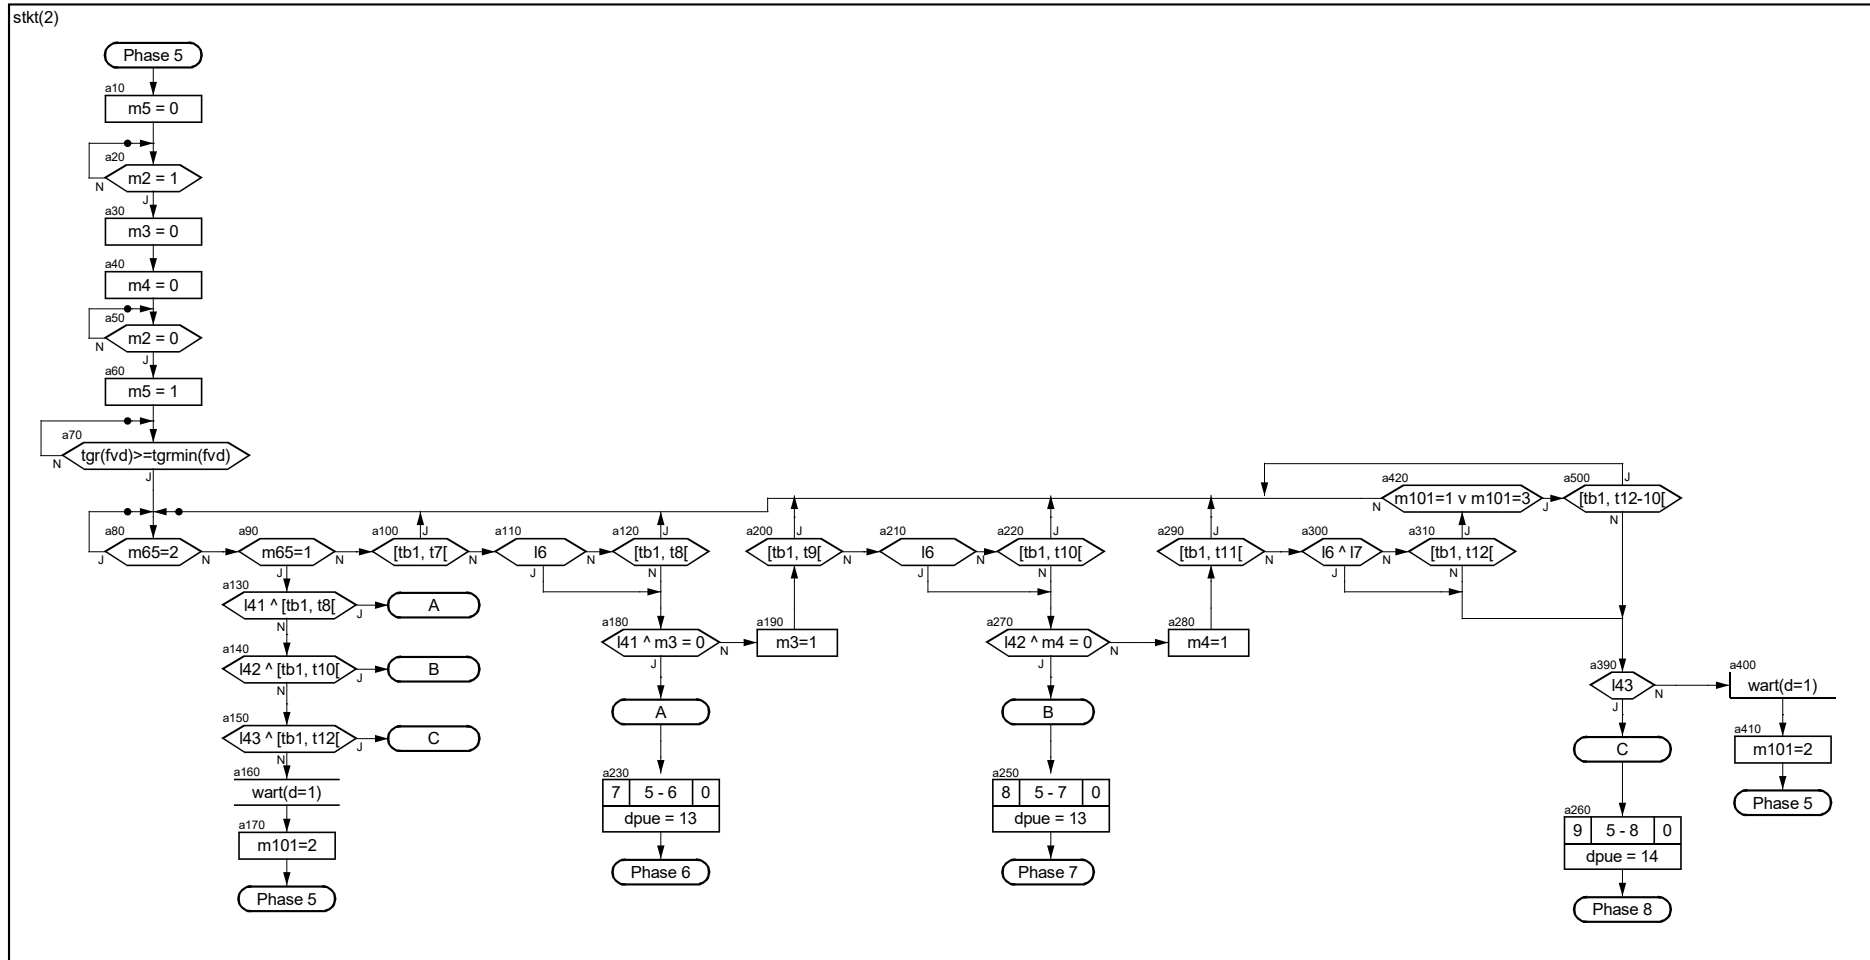 stkt(2)
Phase 5
a10
m5 = 0
a20
m2 = 1
N
J
a30
m3 = 0
a40
m4 = 0
a50
m2 = 0
N
J
a60
m5 = 1
a70
tgr(fvd)>=tgrmin(fvd)
N
J
a80
m65=2
J
N
a90
m65=1
J
N
a100
[tb1, t7[
J
N
a110
l6
J
N
a120
[tb1, t8[
J
N
a130
l41 ^ [tb1, t8[
J
N
A
a140
l42 ^ [tb1, t10[
J
N
B
a150
l43 ^ [tb1, t12[
J
N
C
a160
wart(d=1)
a170
m101=2
Phase 5
a180
l41 ^ m3 = 0
J
N
a190
m3=1
A
a230
7 5 - 6 0
dpue = 13
Phase 6
a200
[tb1, t9[
J
N
a210
l6
J
N
a220
[tb1, t10[
J
N
a270
l42 ^ m4 = 0
J
N
a280
m4=1
B
a250
8 5 - 7 0
dpue = 13
Phase 7
a290
[tb1, t11[
J
N
a300
l6 ^ l7
J
N
a310
[tb1, t12[
J
N
a420
m101=1 v m101=3
N
J
a500
[tb1, t12-10[
J
N
a390
l43
J
N
a400
wart(d=1)
a410
m101=2
Phase 5
C
a260
9 5 - 8 0
dpue = 14
Phase 8